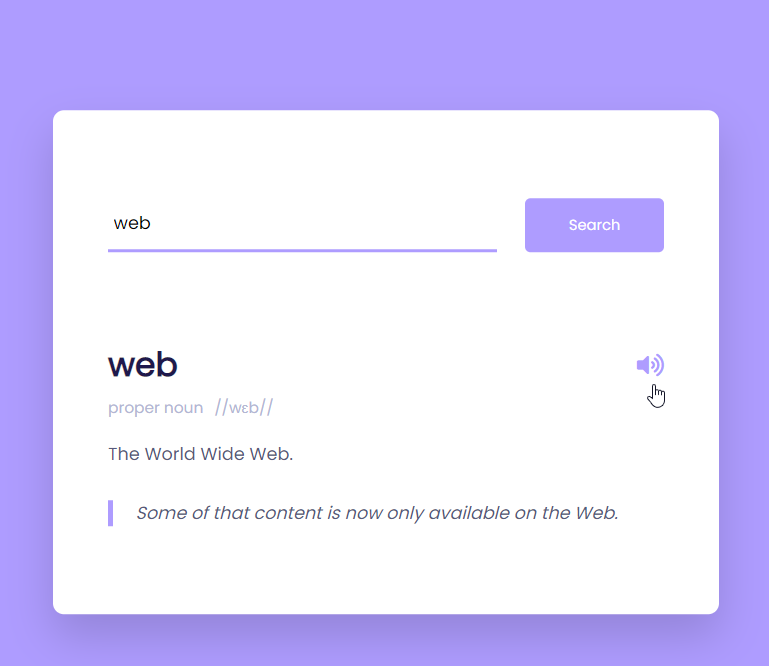 web
Search
web
proper noun //wɛb//
The World Wide Web.
Some of that content is now only available on the Web.